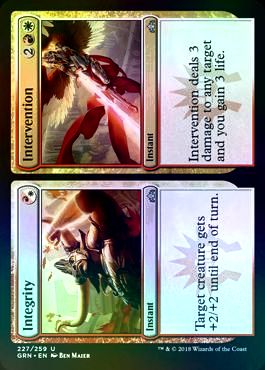 Integrity
Instant
Target creature gets
+2/+2 until end of turn.
Intervention
2
Instant
Intervention deals 3
damage to any target
and you gain 3 life.
227/259 U
GRN • EN Ben Maier
™ & © 2018 Wizards of the Coast